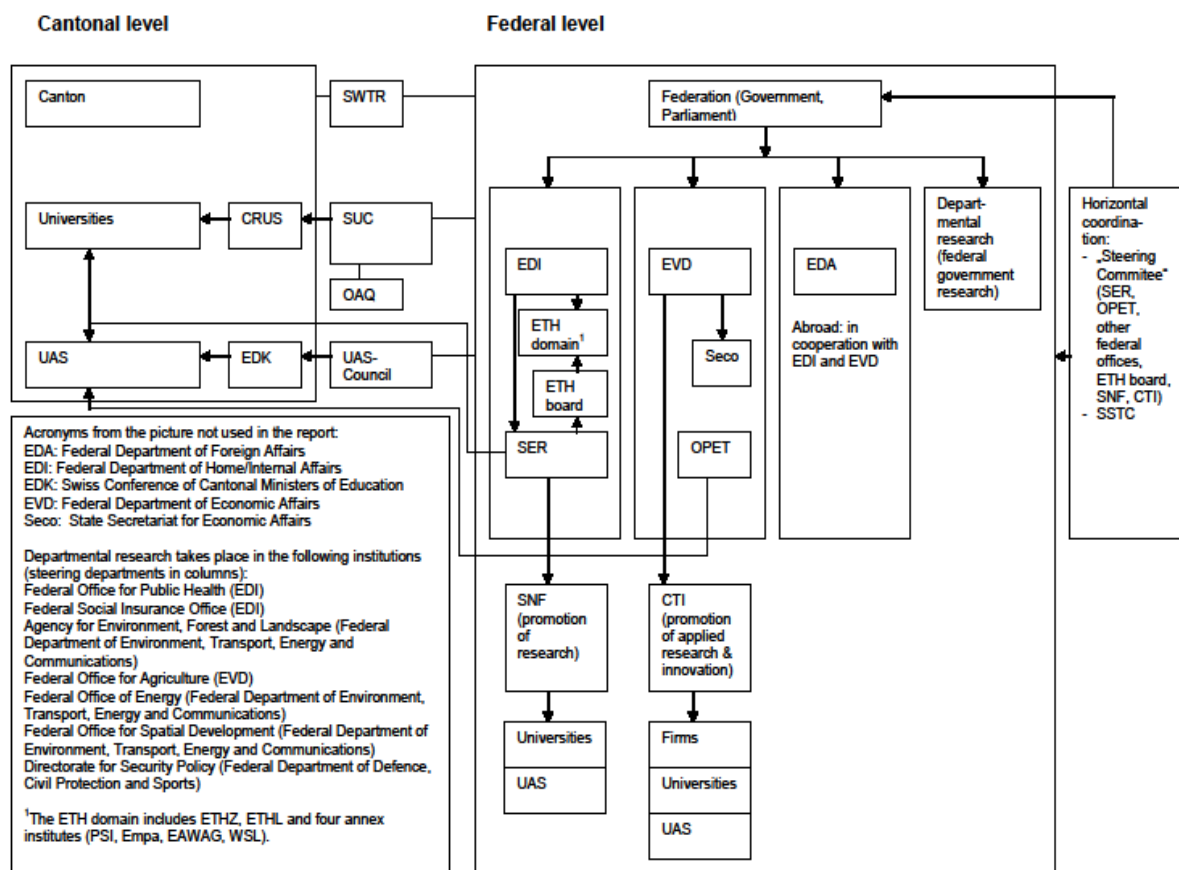 Cantonal level
Federal level
Canton
SWTR
Federation (Government,
Parliament)
Universities
CRUS
SUC
OAQ
UAS
EDK
UAS-
Council
EDI
ETH
domain1
ETH
board
SER
EVD
Seco
OPET
EDA
Abroad: in
cooperation with
EDI and EVD
Depart-
mental
research
(federal
government
research)
Horizontal
coordina-
tion:
- „Steering
Commitee“
(SER,
OPET,
other
federal
offices,
ETH board,
SNF, CTI)
- SSTC
SNF
(promotion
of
research)
CTI
(promotion
of applied
research &
innovation)
Universities
UAS
Firms
Universities
UAS
Acronyms from the picture not used in the report:
EDA: Federal Department of Foreign Affairs
EDI: Federal Department of Home/Internal Affairs
EDK: Swiss Conference of Cantonal Ministers of Education
EVD: Federal Department of Economic Affairs
Seco: State Secretariat for Economic Affairs
Departmental research takes place in the following institutions
(steering departments in columns):
Federal Office for Public Health (EDI)
Federal Social Insurance Office (EDI)
Agency for Environment, Forest and Landscape (Federal
Department of Environment, Transport, Energy and
Communications)
Federal Office for Agriculture (EVD)
Federal Office of Energy (Federal Department of Environment,
Transport, Energy and Communications)
Federal Office for Spatial Development (Federal Department of
Environment, Transport, Energy and Communications)
Directorate for Security Policy (Federal Department of Defence,
Civil Protection and Sports)
1The ETH domain includes ETHZ, ETHL and four annex
institutes (PSI, Empa, EAWAG, WSL).